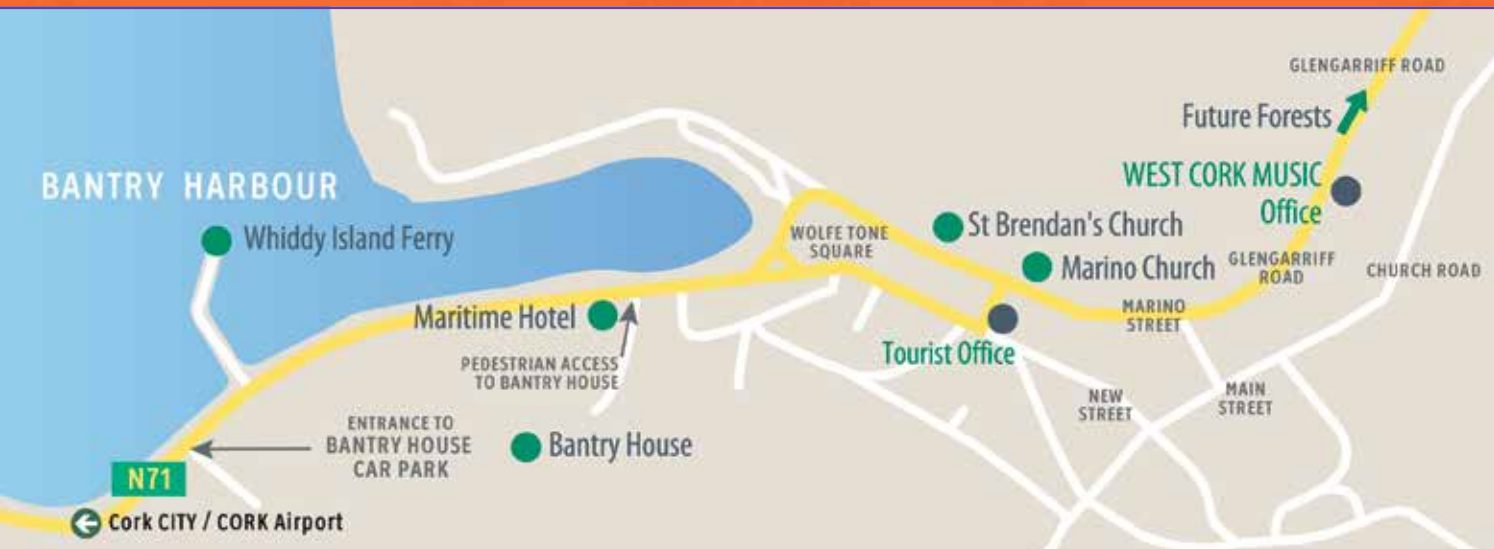 GLENGARRIFF ROAD
Future Forests
WEST CORK MUSIC
Office
BANTRY HARBOUR
Whiddy Island Ferry
WOLFE TONE
SQUARE
St Brendan's Church
Marino Church
GLENGARRIFF
ROAD
CHURCH ROAD
MARINO
STREET
Maritime Hotel
PEDESTRIAN ACCESS
TO BANTRY HOUSE
Tourist Office
NEW
STREET
MAIN
STREET
ENTRANCE TO
BANTRY HOUSE
CAR PARK
Bantry House
N71
Cork CITY / CORK Airport